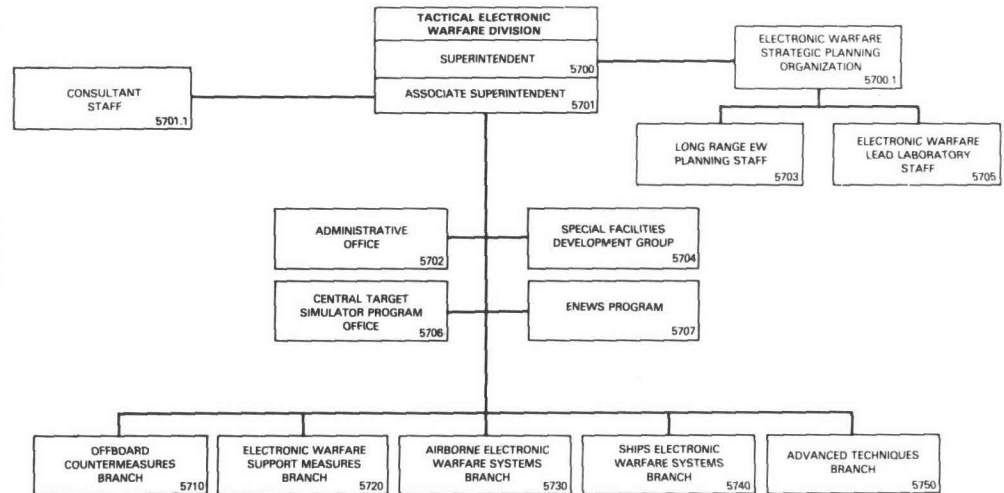 TACTICAL ELECTRONIC
WARFARE DIVISION
SUPERINTENDENT
5700
ASSOCIATE SUPERINTENDENT
5701
ELECTRONIC WARFARE
STRATEGIC PLANNING
ORGANIZATION
5700.1
CONSULTANT
STAFF
5701.1
LONG RANGE EW
PLANNING STAFF
5703
ELECTRONIC WARFARE
LEAD LABORATORY
STAFF
5705
ADMINISTRATIVE
OFFICE
5702
SPECIAL FACILITIES
DEVELOPMENT GROUP
5704
CENTRAL TARGET
SIMULATOR PROGRAM
OFFICE
5706
ENEWS PROGRAM
5707
OFFBOARD
COUNTERMEASURES
BRANCH
5710
ELECTRONIC WARFARE
SUPPORT MEASURES
BRANCH
5720
AIRBORNE ELECTRONIC
WARFARE SYSTEMS
BRANCH
5730
SHIPS ELECTRONIC
WARFARE SYSTEMS
BRANCH
5740
ADVANCED TECHNIQUES
BRANCH
5750